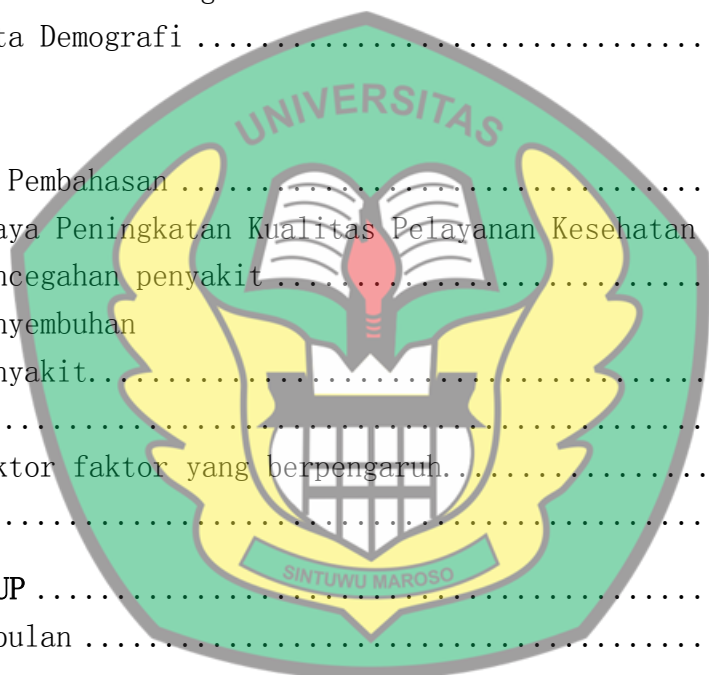 ta Demografi ................................
UNIVERSITAS
Pembahasan .................................
aya Peningkatan Kualitas Pelayanan Kesehatan
ncegahan penyakit ...........................
nyembuhan
nyakit.......................................
.............................................
ktor faktor yang berpengaruh.................
.............................................
SINTUWU MAROSO
UP ..........................................
pulan .......................................